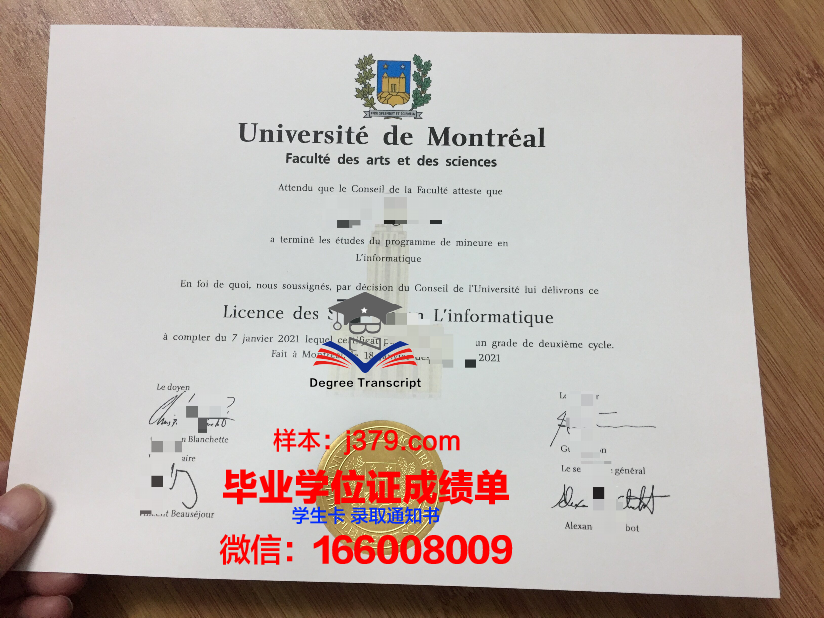 Université de Montréal
Faculté des arts et des sciences
Attendu que le Conseil de la Faculté atteste que
a terminé les études du programme de mineure en
L'informatique
En foi de quoi, nous soussignés, par décision du Conseil de l'Université lui délivrons ce
Licence des L'informatique
à compter du 7 janvier 2021 lequel un grade de deuxième cycle.
Fait à 18 2021
Degree Transcript
Le doyen
Blanchette
Beauséjour
général
Alexan bot
样本：j379.com
毕业学位证成绩单
学生卡 录取通知书
微信：166008009